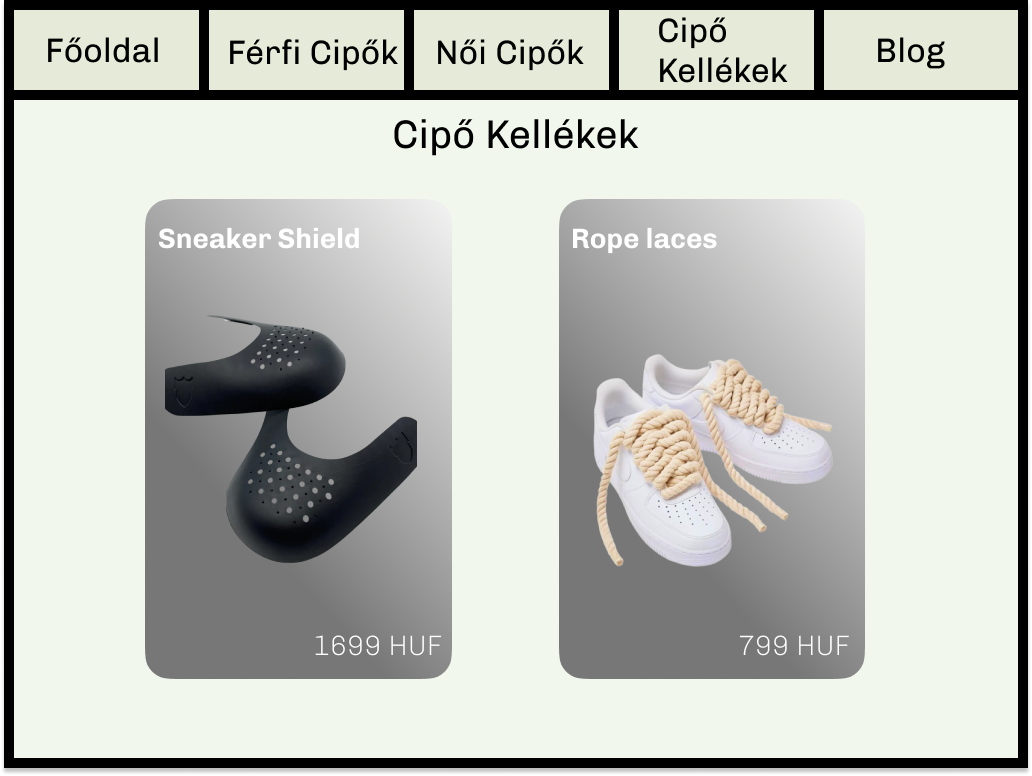 Főoldal
Férfi Cipők
Női Cipők
Cipő
Kellékek
Blog
Cipő Kellékek
Sneaker Shield
1699 HUF
Rope laces
799 HUF